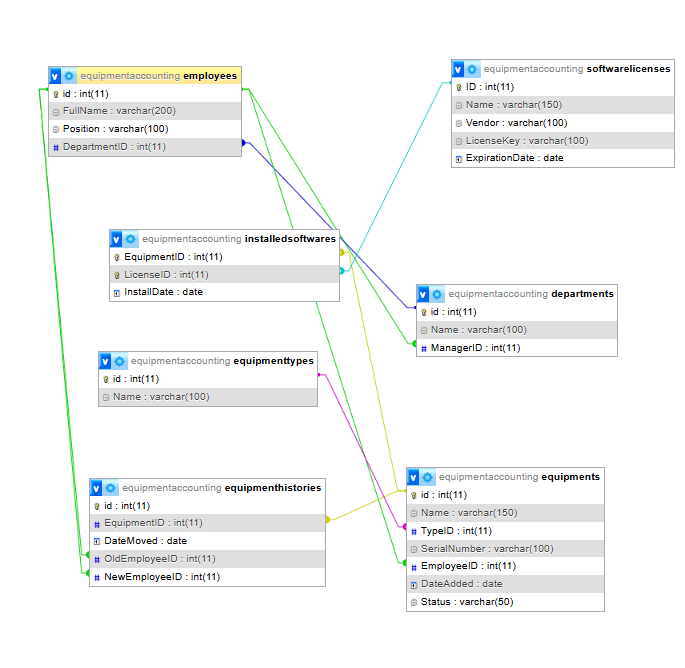 equipmentaccounting employees
id : int(11)
FullName : varchar(200)
Position : varchar(100)
# DepartmentID : int(11)
equipmentaccounting softwarelicenses
ID : int(11)
Name : varchar(150)
Vendor : varchar(100)
LicenseKey : varchar(100)
ExpirationDate : date
equipmentaccounting installedsoftwares
EquipmentID : int(11)
LicenseID : int(11)
InstallDate : date
equipmentaccounting departments
id : int(11)
Name : varchar(100)
# ManagerID : int(11)
equipmentaccounting equipmenttypes
id : int(11)
Name : varchar(100)
equipmentaccounting equipmenthistories
id : int(11)
# EquipmentID : int(11)
DateMoved : date
# OldEmployeeID : int(11)
# NewEmployeeID : int(11)
equipmentaccounting equipments
id : int(11)
Name : varchar(150)
# TypeID : int(11)
SerialNumber : varchar(100)
# EmployeeID : int(11)
DateAdded : date
Status : varchar(50)